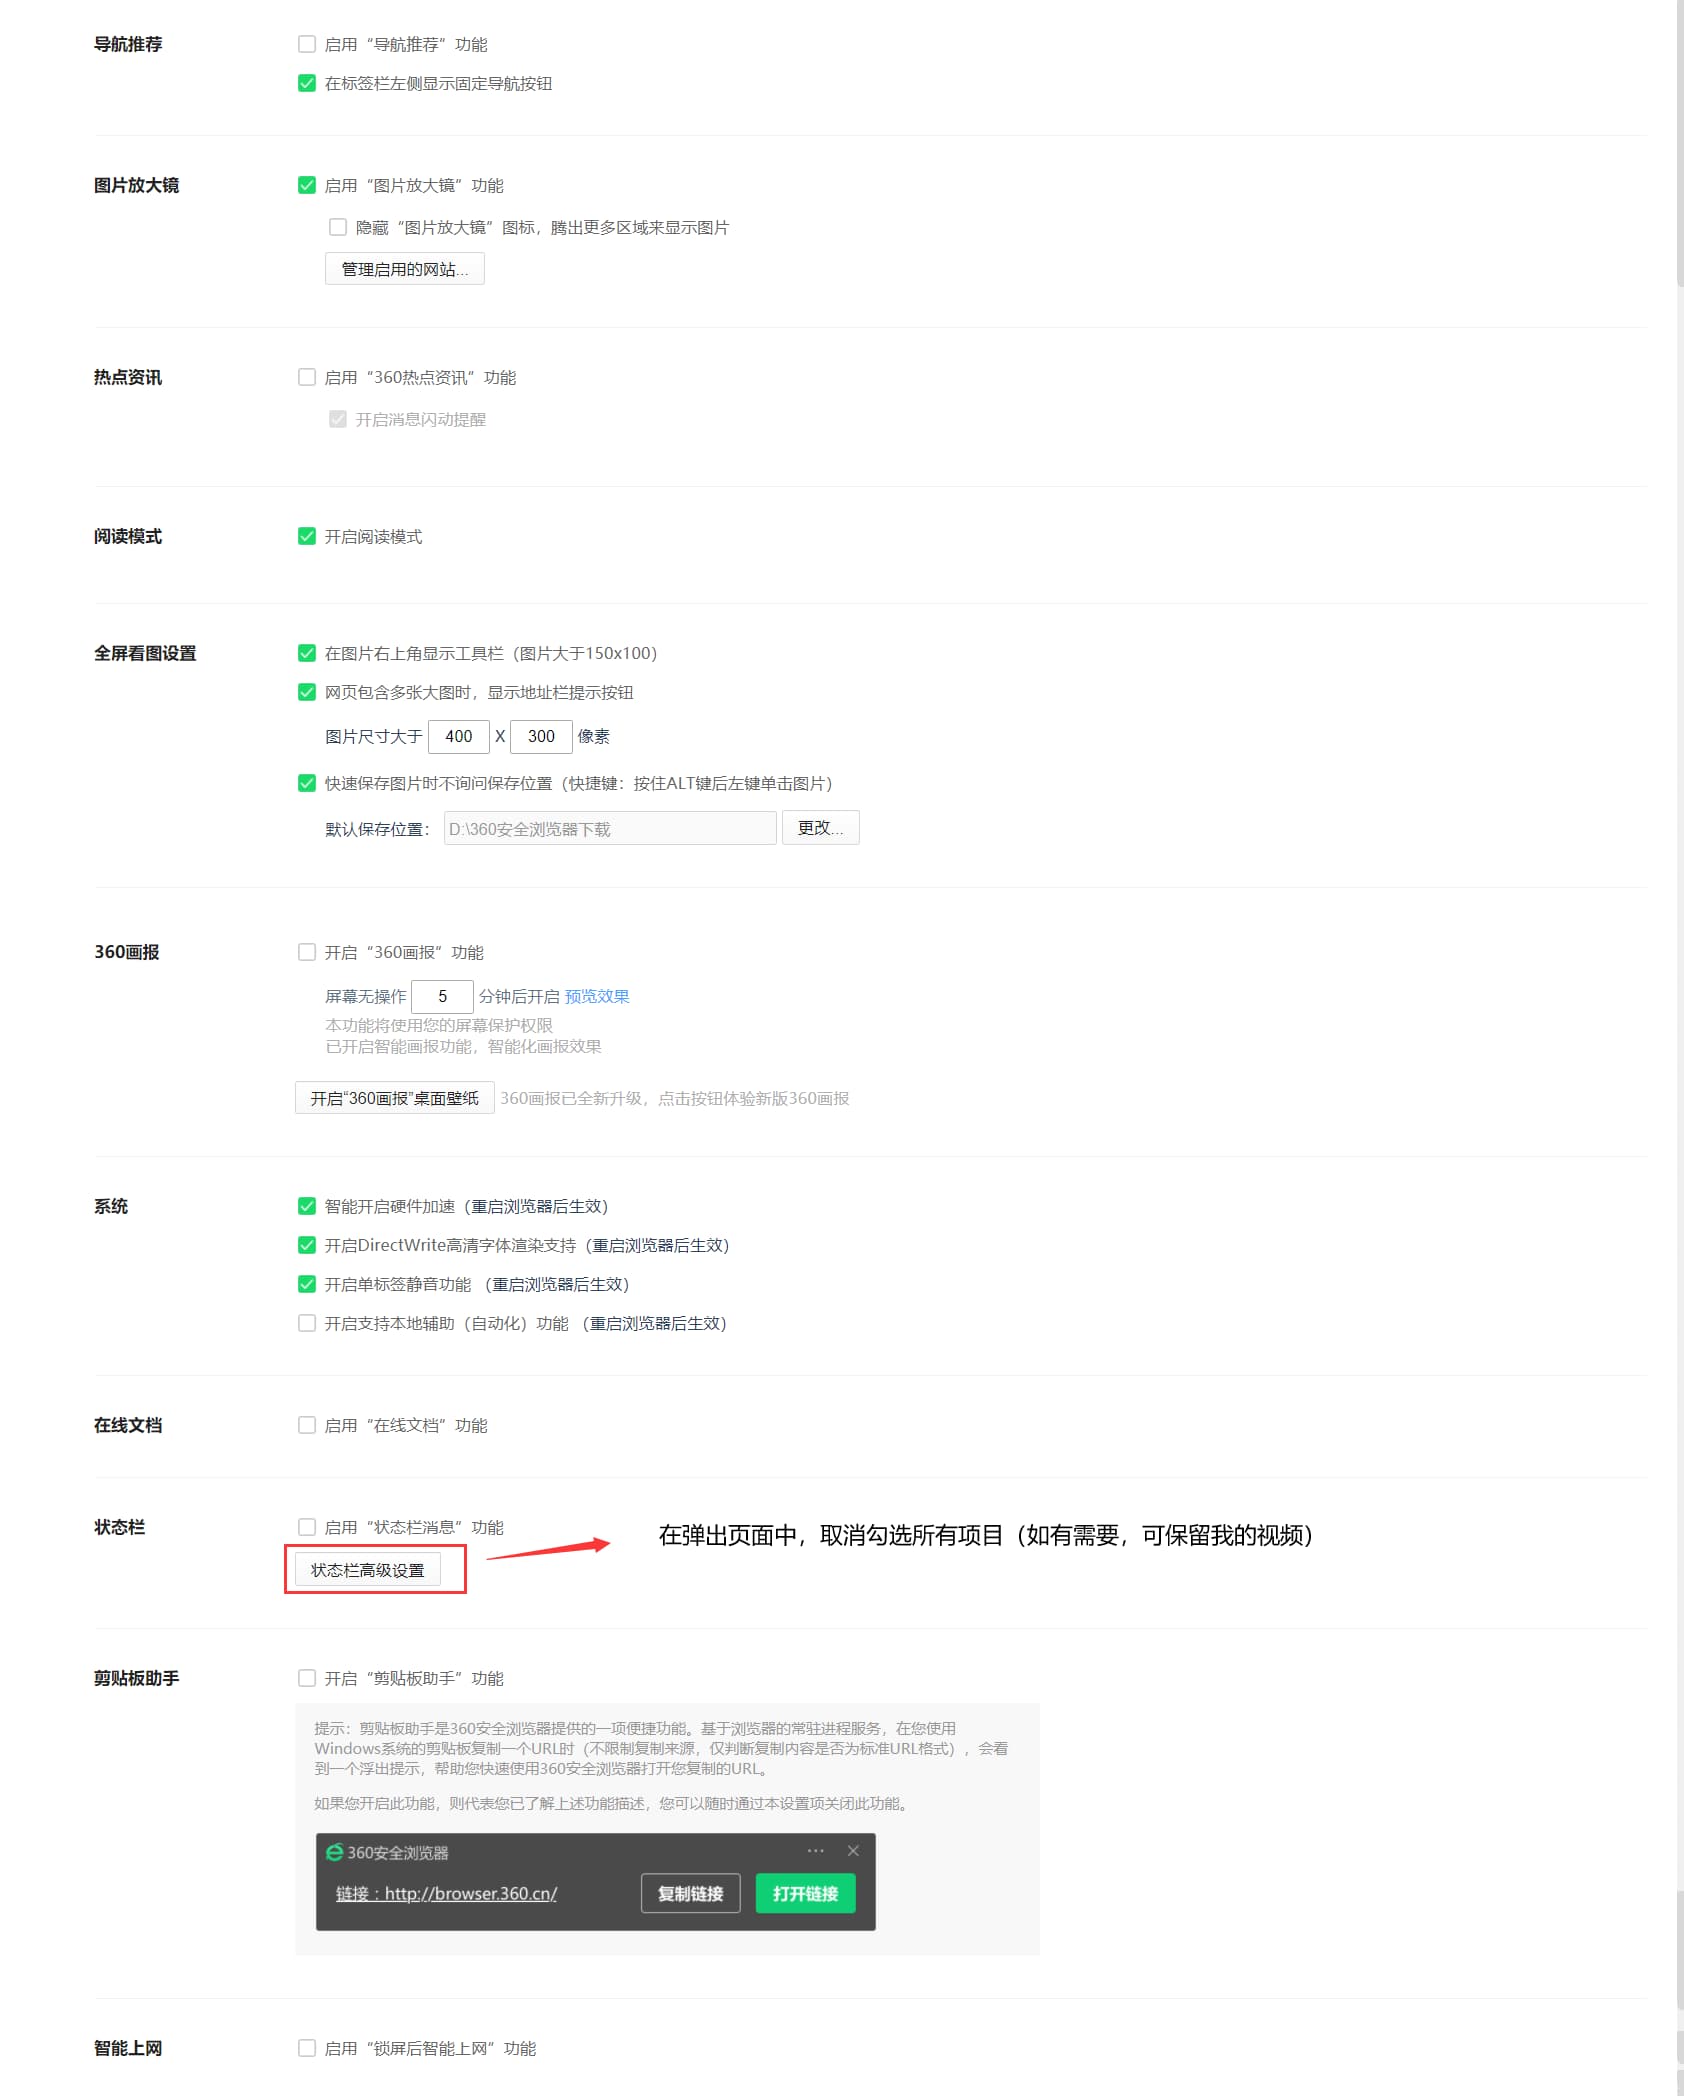 导航推荐
启用“导航推荐”功能
在标签栏左侧显示固定导航按钮
图片放大镜
启用“图片放大镜”功能
隐藏“图片放大镜”图标，腾出更多区域来显示图片
管理启用的网站...
热点资讯
启用“360热点资讯”功能
开启消息闪动提醒
阅读模式
开启阅读模式
全屏看图设置
在图片右上角显示工具栏（图片大于150x100）
网页包含多张大图时，显示地址栏提示按钮
图片尺寸大于 400 X 300 像素
快速保存图片时不询问保存位置（快捷键：按住ALT键后左键单击图片）
默认保存位置： D:\360安全浏览器下载 更改...
360画报
开启“360画报”功能
屏幕无操作 5 分钟后开启 预览效果
本功能将使用您的屏幕保护权限
已开启智能画报功能，智能化画报效果
开启“360画报”桌面壁纸 360画报已全新升级，点击按钮体验新版360画报
系统
智能开启硬件加速（重启浏览器后生效）
开启DirectWrite高清字体渲染支持（重启浏览器后生效）
开启单标签静音功能 （重启浏览器后生效）
开启支持本地辅助（自动化）功能 （重启浏览器后生效）
在线文档
启用“在线文档”功能
状态栏
启用“状态栏消息”功能
在弹出页面中，取消勾选所有项目（如有需要，可保留我的视频）
状态栏高级设置
剪贴板助手
开启“剪贴板助手”功能
提示：剪贴板助手是360安全浏览器提供的一项便捷功能。基于浏览器的常驻进程服务，在您使用
Windows系统的剪贴板复制一个URL时（不限制复制来源，仅判断复制内容是否为标准URL格式），会看
到一个浮出提示，帮助您快速使用360安全浏览器打开您复制的URL。
如果您开启此功能，则代表您已了解上述功能描述，您可以随时通过本设置项关闭此功能。
360安全浏览器
链接：http://browser.360.cn/ 复制链接 打开链接
智能上网
启用“锁屏后智能上网”功能